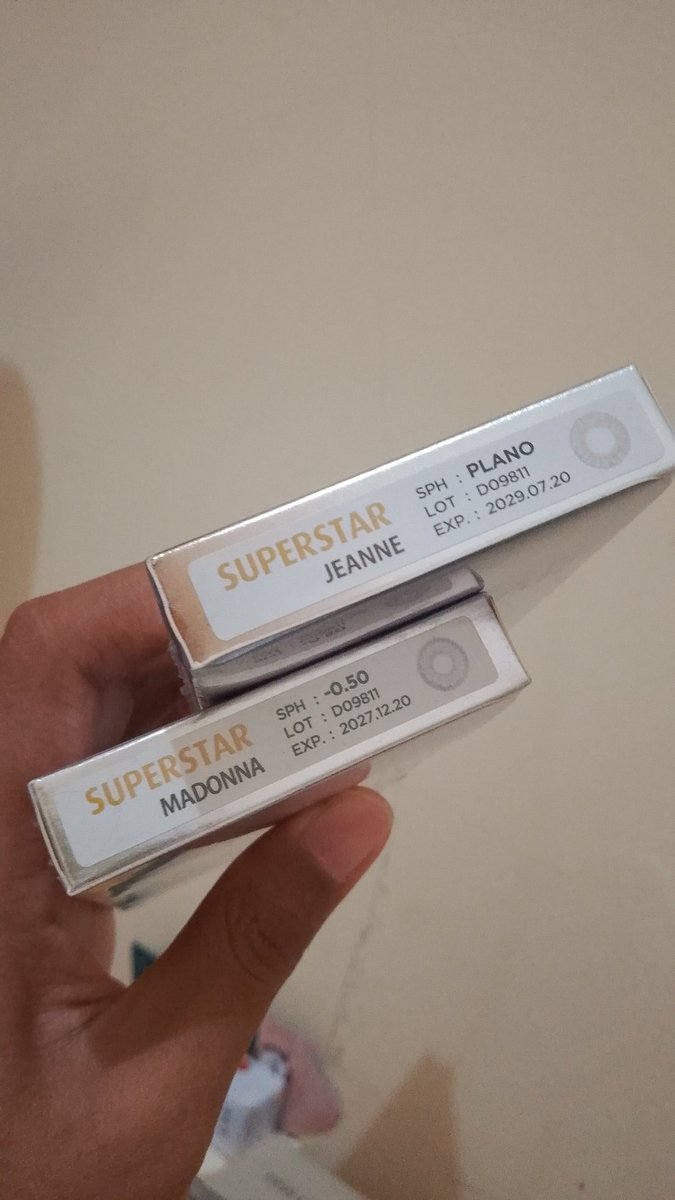 SUPERSTAR
JEANNE
SPH : PLANO
LOT : D09811
EXP. : 2029.07.20
SUPERSTAR
MADONNA
SPH : -0.50
LOT : D09811
EXP. : 2027.12.20